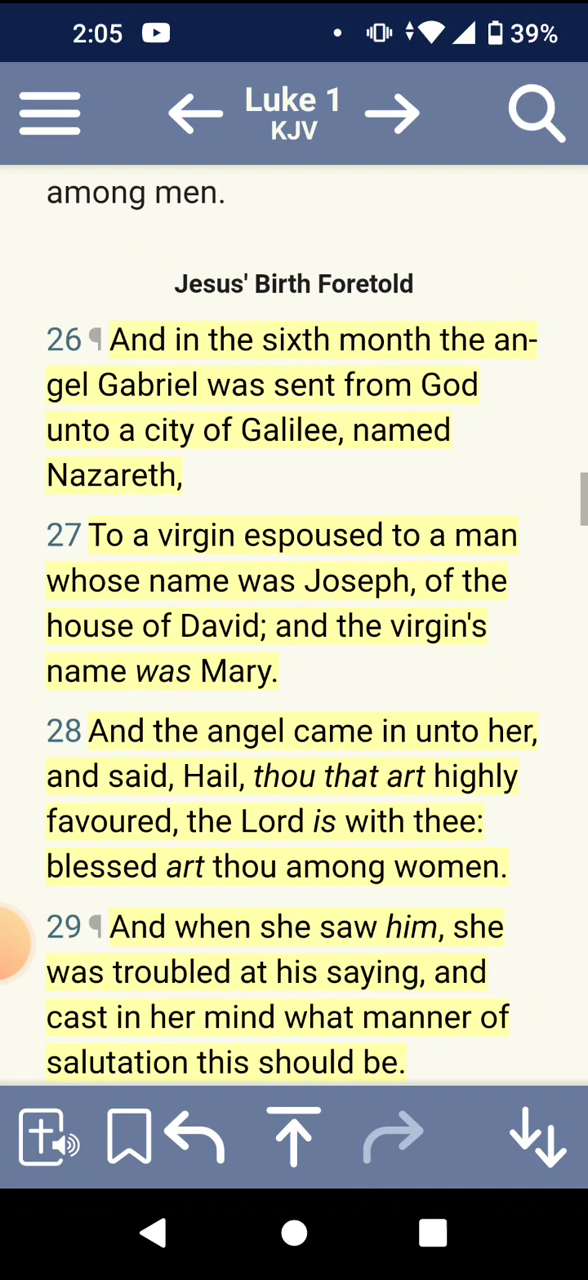 2:05 39%
Luke 1
KJV
among men.
Jesus' Birth Foretold
26 ¶ And in the sixth month the an-
gel Gabriel was sent from God
unto a city of Galilee, named
Nazareth,
27 To a virgin espoused to a man
whose name was Joseph, of the
house of David; and the virgin's
name was Mary.
28 And the angel came in unto her,
and said, Hail, thou that art highly
favoured, the Lord is with thee:
blessed art thou among women.
29 ¶ And when she saw him, she
was troubled at his saying, and
cast in her mind what manner of
salutation this should be.